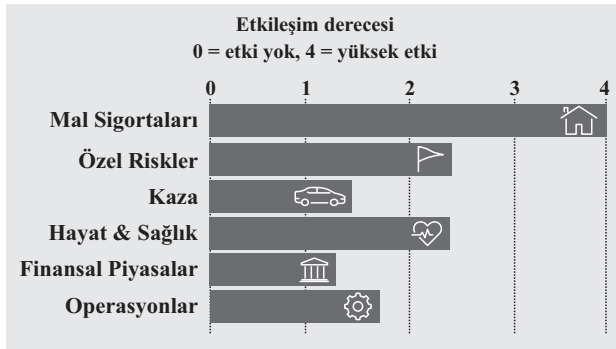 Etkileşim derecesi
0 = etki yok, 4 = yüksek etki
0 1 2 3 4
Mal Sigortaları
Özel Riskler
Kaza
Hayat & Sağlık
Finansal Piyasalar
Operasyonlar